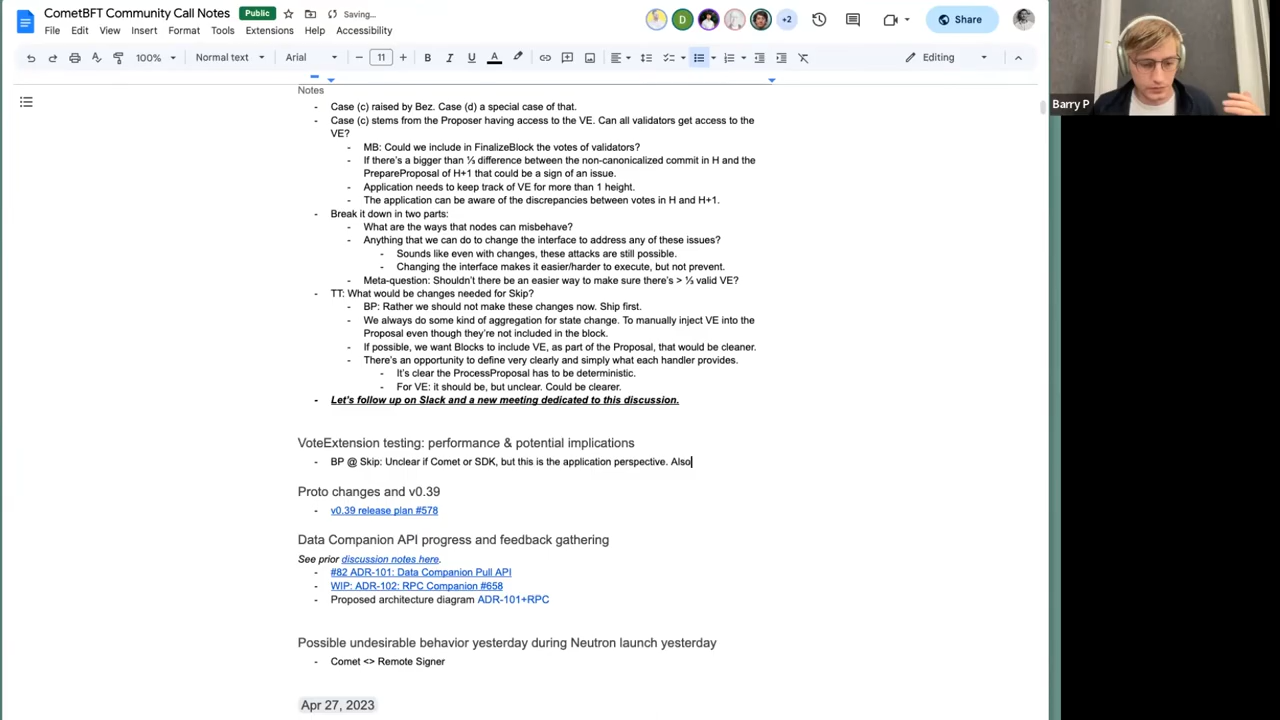 CometBFT Community Call Notes
Public
Saving...
File Edit View Insert Format Tools Extensions Help Accessibility
D
+2
Share
100%
Normal text
Arial
11
B I U A
Editing
Notes
- Case (c) raised by Bez. Case (d) a special case of that.
- Case (c) stems from the Proposer having access to the VE. Can all validators get access to the
VE?
- MB: Could we include in FinalizeBlock the votes of validators?
- If there's a bigger than ⅓ difference between the non-canonicalized commit in H and the
PrepareProposal of H+1 that could be a sign of an issue.
- Application needs to keep track of VE for more than 1 height.
- The application can be aware of the discrepancies between votes in H and H+1.
- Break it down in two parts:
- What are the ways that nodes can misbehave?
- Anything that we can do to change the interface to address any of these issues?
- Sounds like even with changes, these attacks are still possible.
- Changing the interface makes it easier/harder to execute, but not prevent.
- Meta-question: Shouldn't there be an easier way to make sure there's > ⅓ valid VE?
- TT: What would be changes needed for Skip?
- BP: Rather we should not make these changes now. Ship first.
- We always do some kind of aggregation for state change. To manually inject VE into the
Proposal even though they're not included in the block.
- If possible, we want Blocks to include VE, as part of the Proposal, that would be cleaner.
- There's an opportunity to define very clearly and simply what each handler provides.
- It's clear the ProcessProposal has to be deterministic.
- For VE: it should be, but unclear. Could be clearer.
- Let's follow up on Slack and a new meeting dedicated to this discussion.
VoteExtension testing: performance & potential implications
- BP @ Skip: Unclear if Comet or SDK, but this is the application perspective. Also
Proto changes and v0.39
- v0.39 release plan #578
Data Companion API progress and feedback gathering
See prior discussion notes here.
- #82 ADR-101: Data Companion Pull API
- WIP: ADR-102: RPC Companion #658
- Proposed architecture diagram ADR-101+RPC
Possible undesirable behavior yesterday during Neutron launch yesterday
- Comet <> Remote Signer
Apr 27, 2023
Barry P